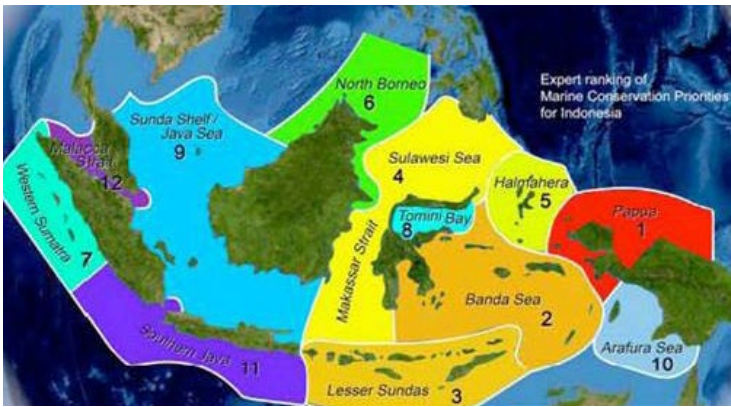 Expert ranking of
Marine Conservation Priorities
for Indonesia
North Borneo
6
Sunda Shelf /
Java Sea
9
Malacca
Strait
12
Sulawesi Sea
4
Halmahera
5
Western Sumatra
7
Tomini Bay
8
Papua
1
Makassar Strait
Banda Sea
2
Southern Java
11
Lesser Sundas
3
Arafura Sea
10